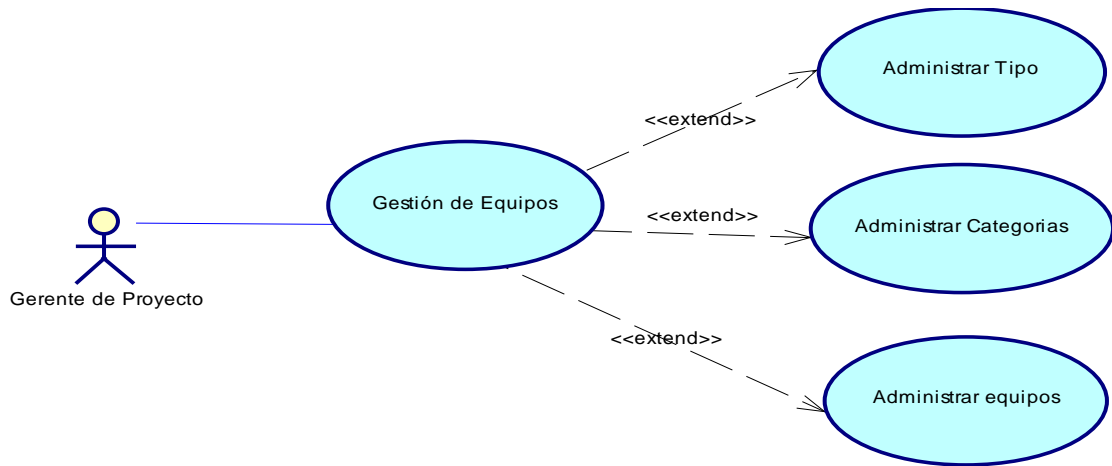 Administrar Tipo
<<extend>>
Gestión de Equipos
<<extend>>
Administrar Categorias
Gerente de Proyecto
<<extend>>
Administrar equipos